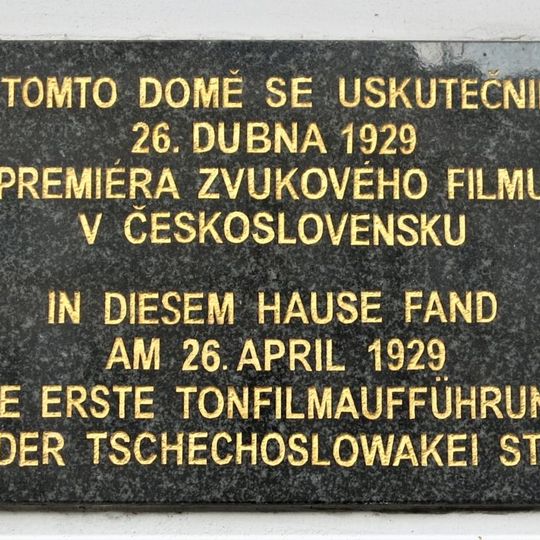 TOMTO DOMĚ SE USKUTEČNI
26. DUBNA 1929
PREMIÉRA ZVUKOVÉHO FILMU
V ČESKOSLOVENSKU
IN DIESEM HAUSE FAND
AM 26. APRIL 1929
E ERSTE TONFILMAUFFÜHRUN
DER TSCHECHOSLOWAKEI ST